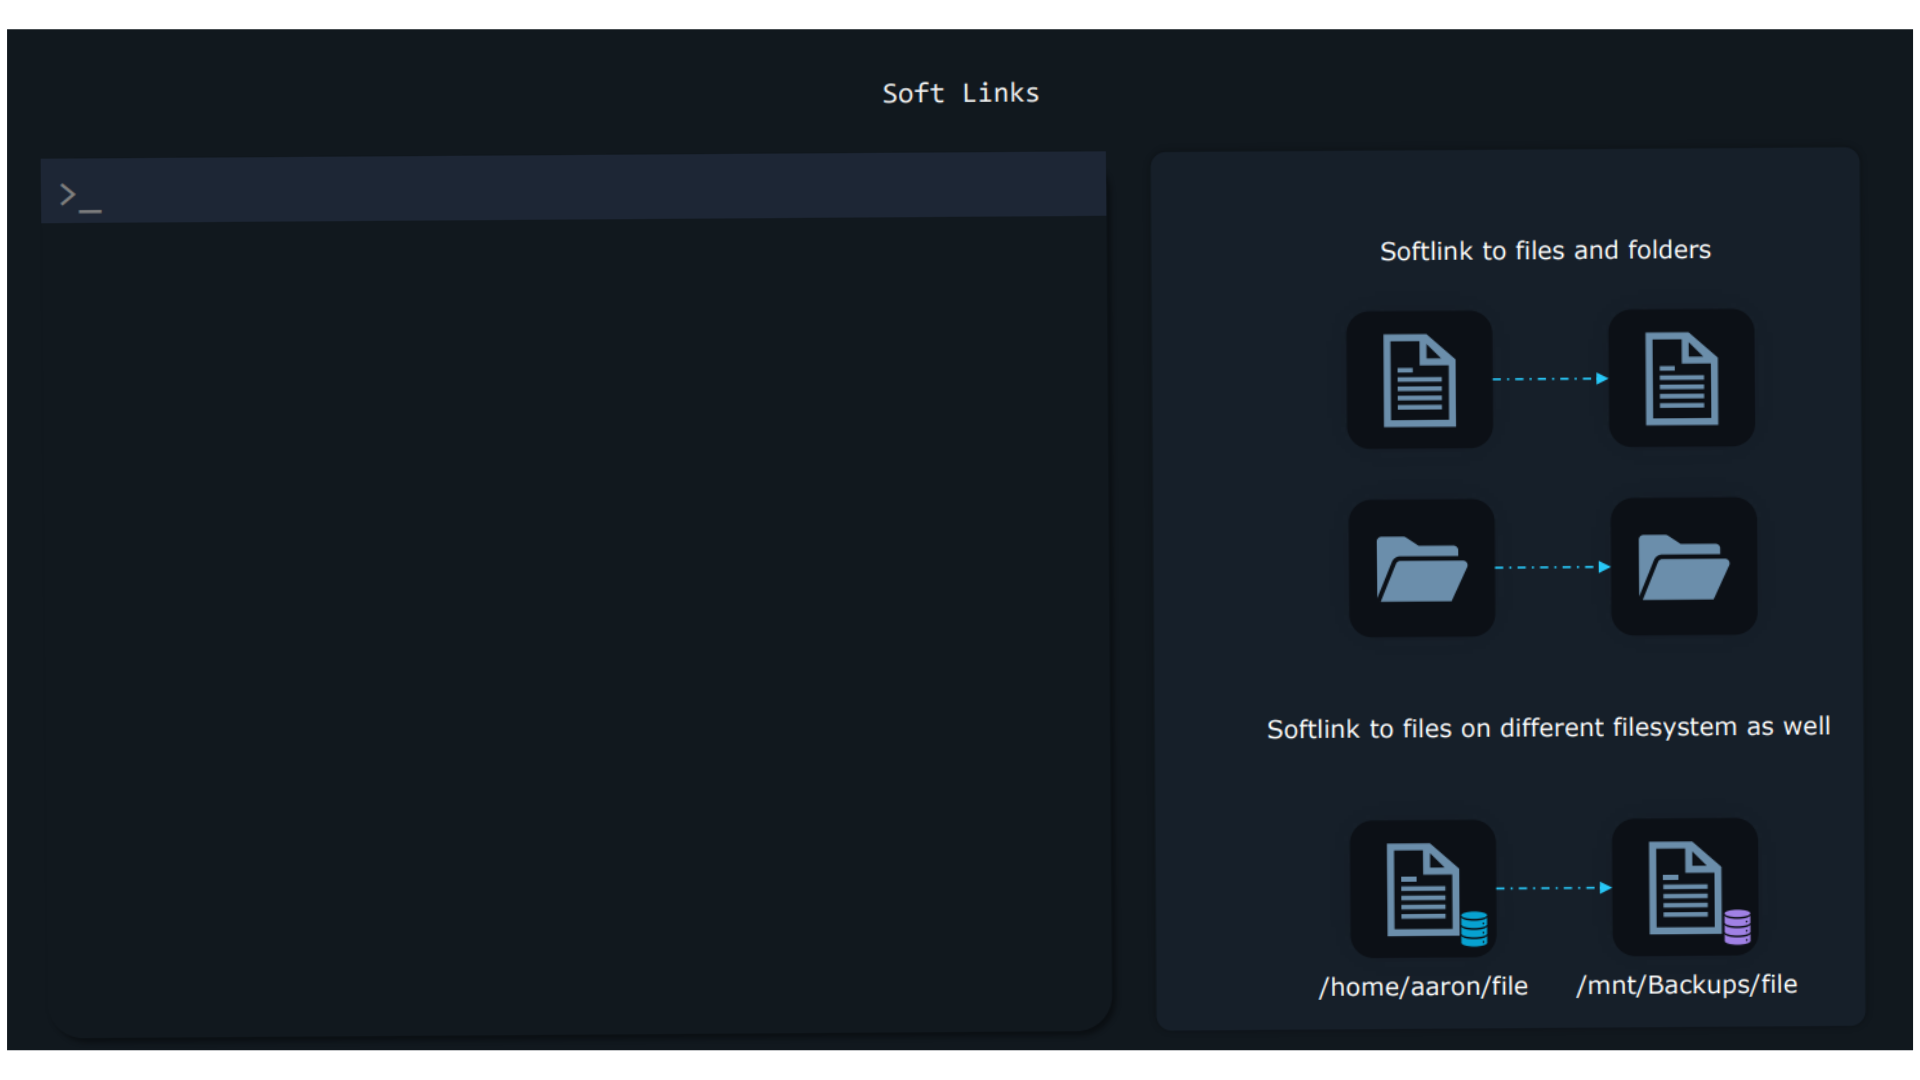 Soft Links
>_
Softlink to files and folders
Softlink to files on different filesystem as well
/home/aaron/file
/mnt/Backups/file